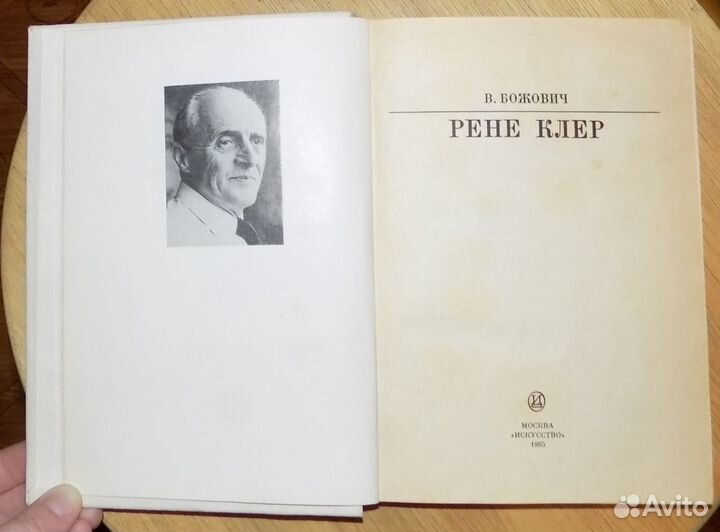 В. БОЖОВИЧ
РЕНЕ КЛЕР
МОСКВА
«ИСКУССТВО»
1985
Avito